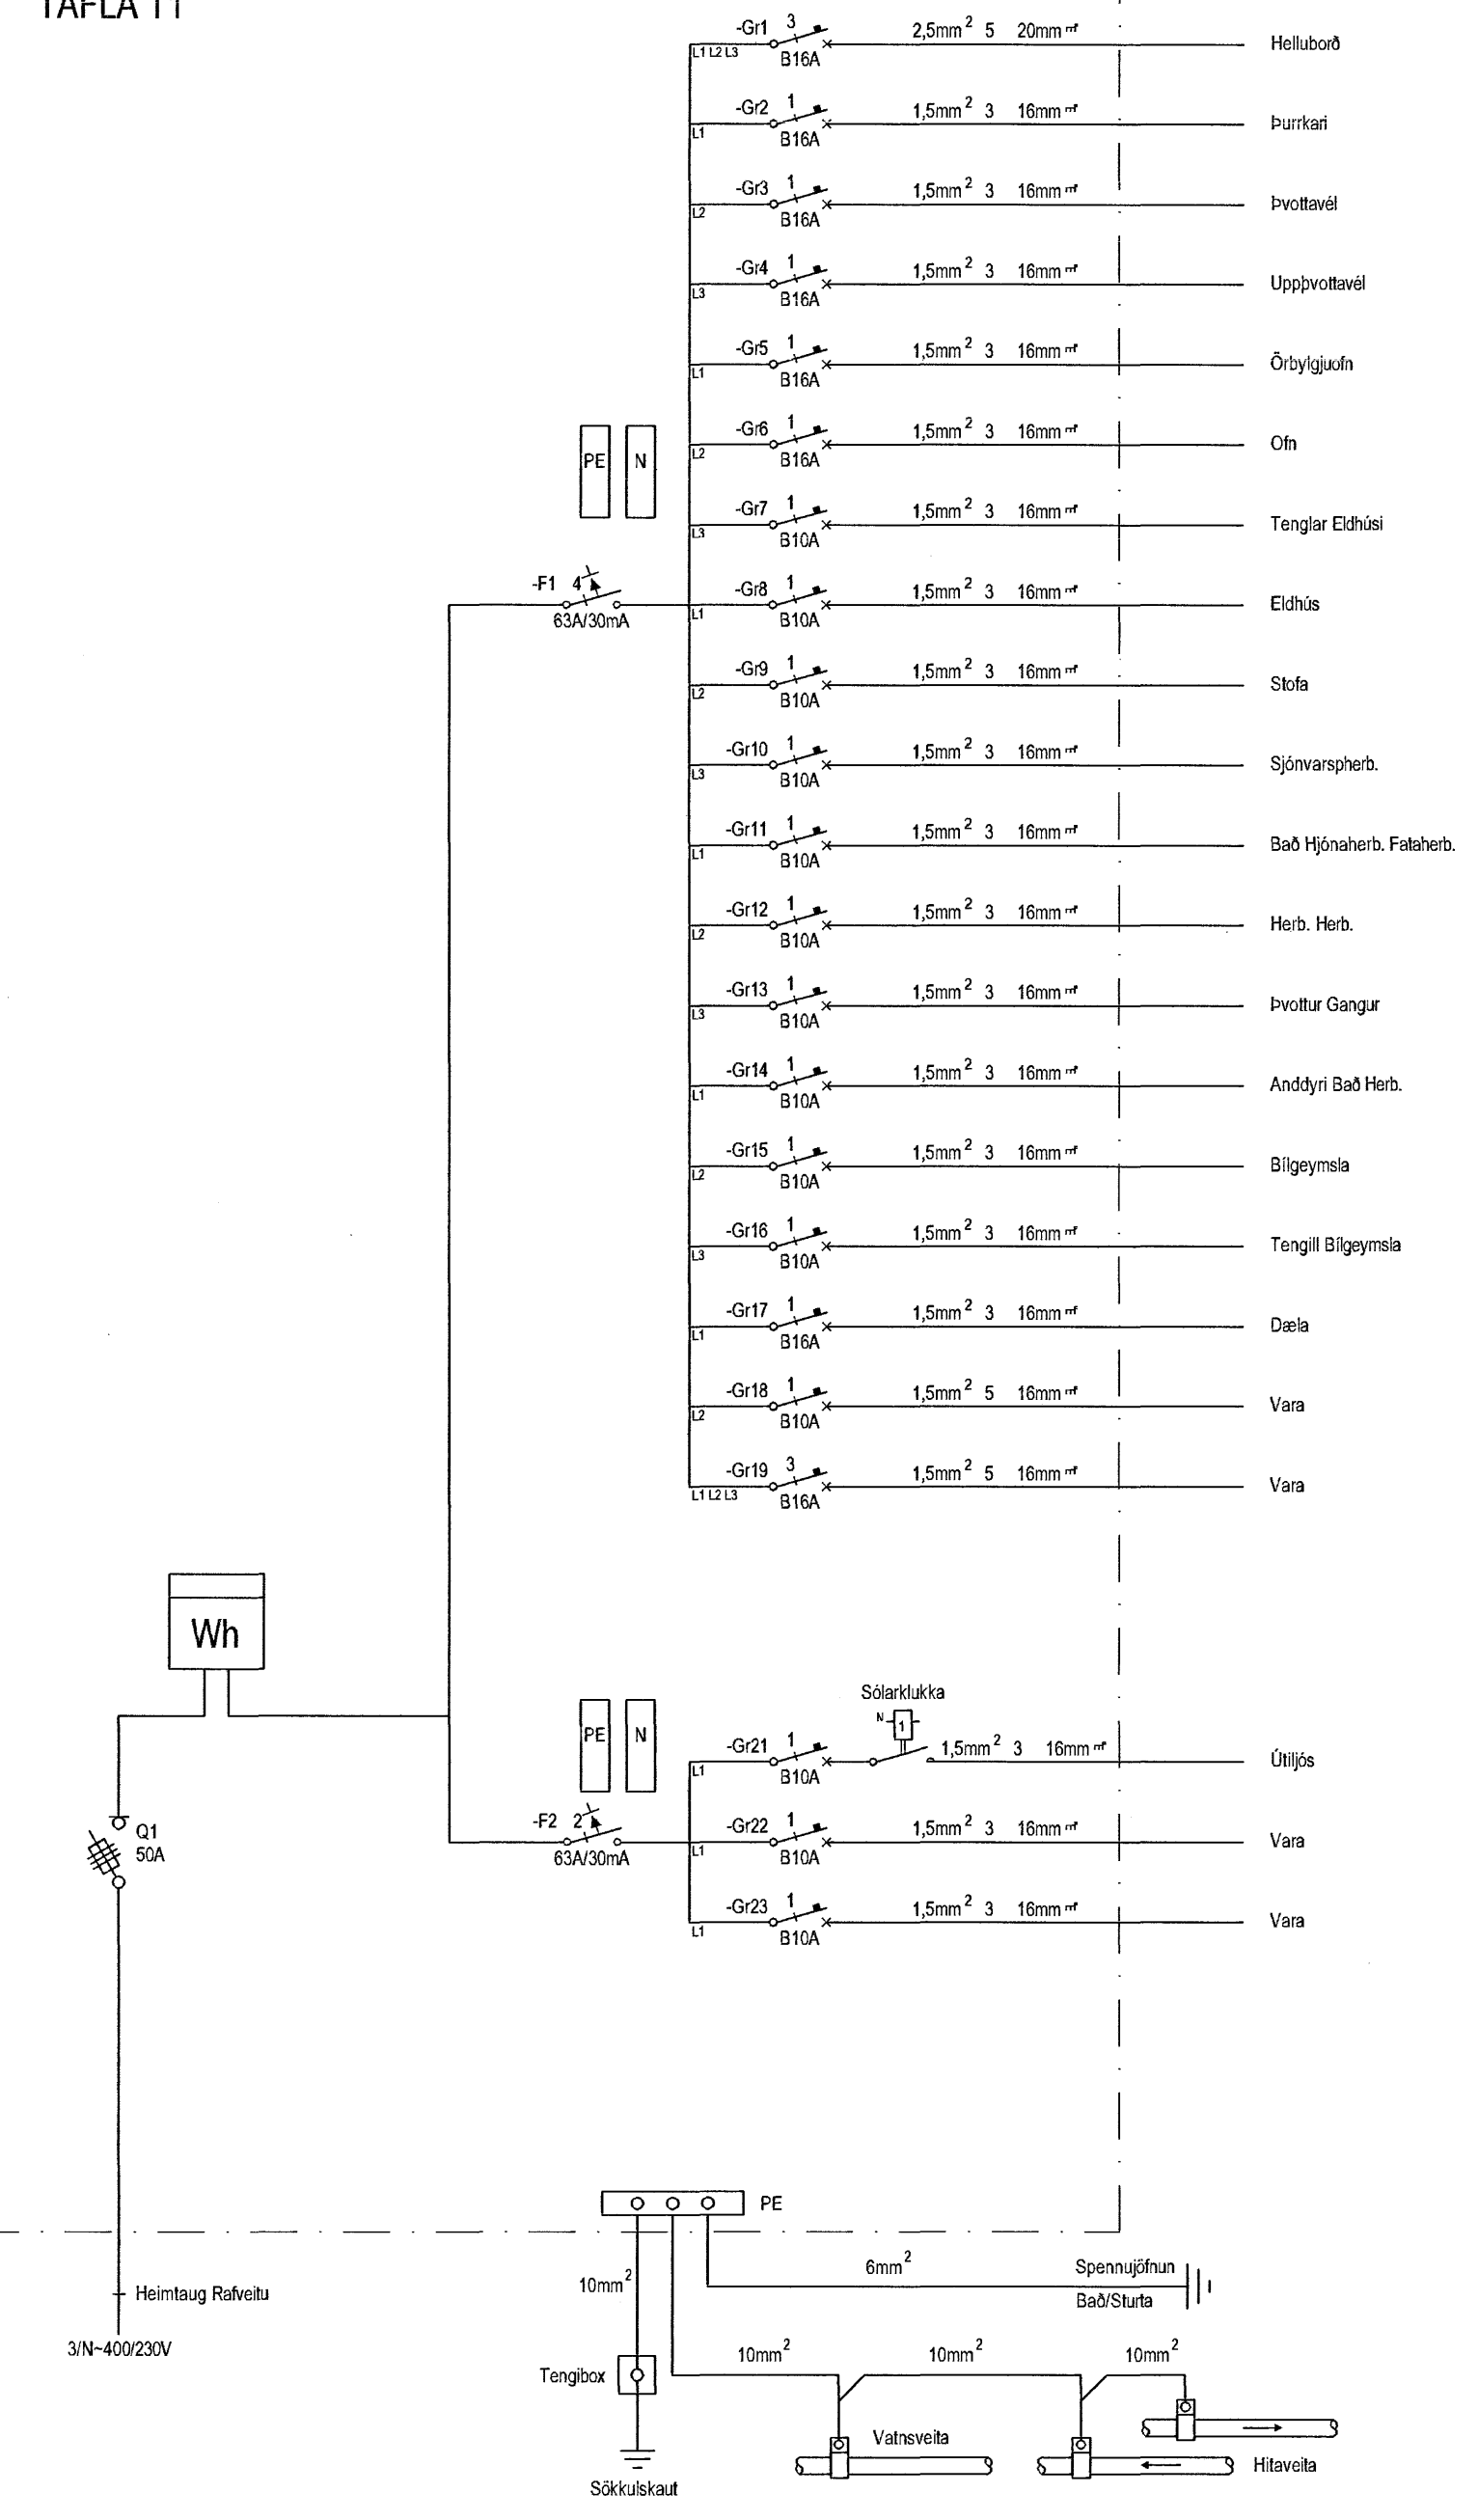 TAFLA T1
-Gr1 3 2,5mm² 5 20mm Helluborð
L1 L2 L3 B16A
-Gr2 1 1,5mm² 3 16mm Þurrkari
L1 B16A
-Gr3 1 1,5mm² 3 16mm Þvottavél
L2 B16A
-Gr4 1 1,5mm² 3 16mm Uppþvottavél
L3 B16A
-Gr5 1 1,5mm² 3 16mm Örbylgjuofn
L1 B16A
-Gr6 1 1,5mm² 3 16mm Ofn
L2 B16A
PE N
-Gr7 1 1,5mm² 3 16mm Tenglar Eldhúsi
L3 B10A
-F1 4
63A/30mA
-Gr8 1 1,5mm² 3 16mm Eldhús
L1 B10A
-Gr9 1 1,5mm² 3 16mm Stofa
L2 B10A
-Gr10 1 1,5mm² 3 16mm Sjónvarspherb.
L3 B10A
-Gr11 1 1,5mm² 3 16mm Bað Hjónaherb. Fataherb.
L1 B10A
-Gr12 1 1,5mm² 3 16mm Herb. Herb.
L2 B10A
-Gr13 1 1,5mm² 3 16mm Þvottur Gangur
L3 B10A
-Gr14 1 1,5mm² 3 16mm Anddyri Bað Herb.
L1 B10A
-Gr15 1 1,5mm² 3 16mm Bílgeymsla
L2 B10A
-Gr16 1 1,5mm² 3 16mm Tengill Bílgeymsla
L3 B10A
-Gr17 1 1,5mm² 3 16mm Dæla
L1 B16A
-Gr18 1 1,5mm² 5 16mm Vara
L2 B10A
-Gr19 3 1,5mm² 5 16mm Vara
L1 L2 L3 B16A
Wh
Sólarklukka
N 1
PE N
-Gr21 1 1,5mm² 3 16mm Útiljós
L1 B10A
-F2 2
63A/30mA
-Gr22 1 1,5mm² 3 16mm Vara
L1 B10A
-Gr23 1 1,5mm² 3 16mm Vara
L1 B10A
Q1
50A
PE
Heimtaug Rafveitu
3/N~400/230V
10mm²
6mm²
Spennujöfnun
Bað/Sturta
10mm² 10mm² 10mm²
Tengibox
Vatnsveita
Hitaveita
Sökkulskaut